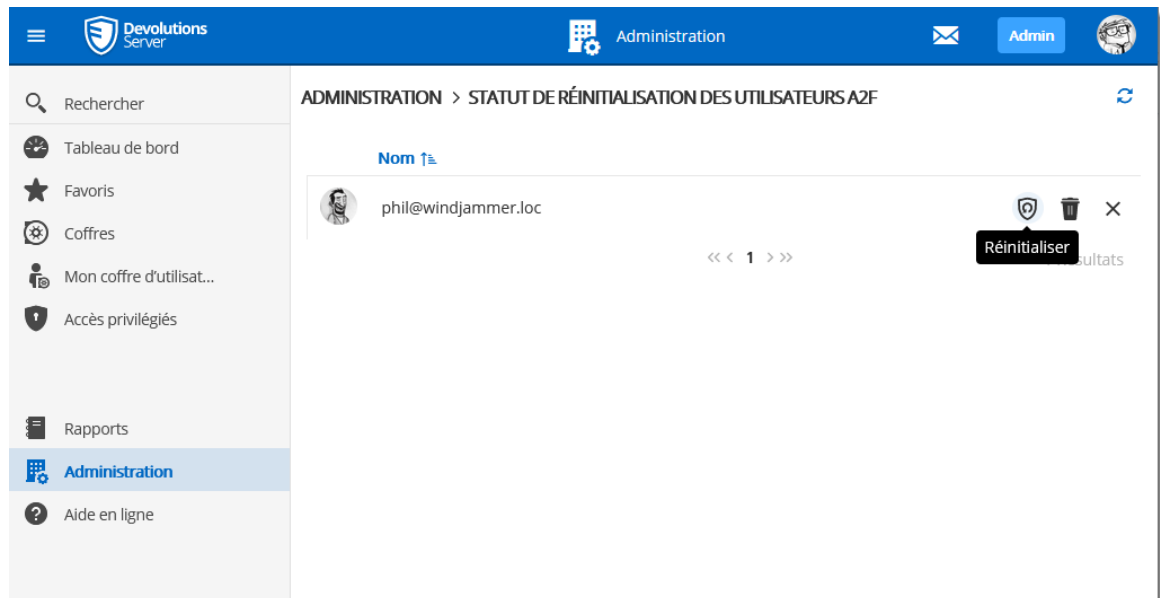 Devolutions
Server
Administration
Admin
Rechercher
Tableau de bord
Favoris
Coffres
Mon coffre d'utilisat...
Accès privilégiés
Rapports
Administration
Aide en ligne
ADMINISTRATION > STATUT DE RÉINITIALISATION DES UTILISATEURS A2F
Nom
phil@windjammer.loc
Réinitialiser
<< < 1 > >>